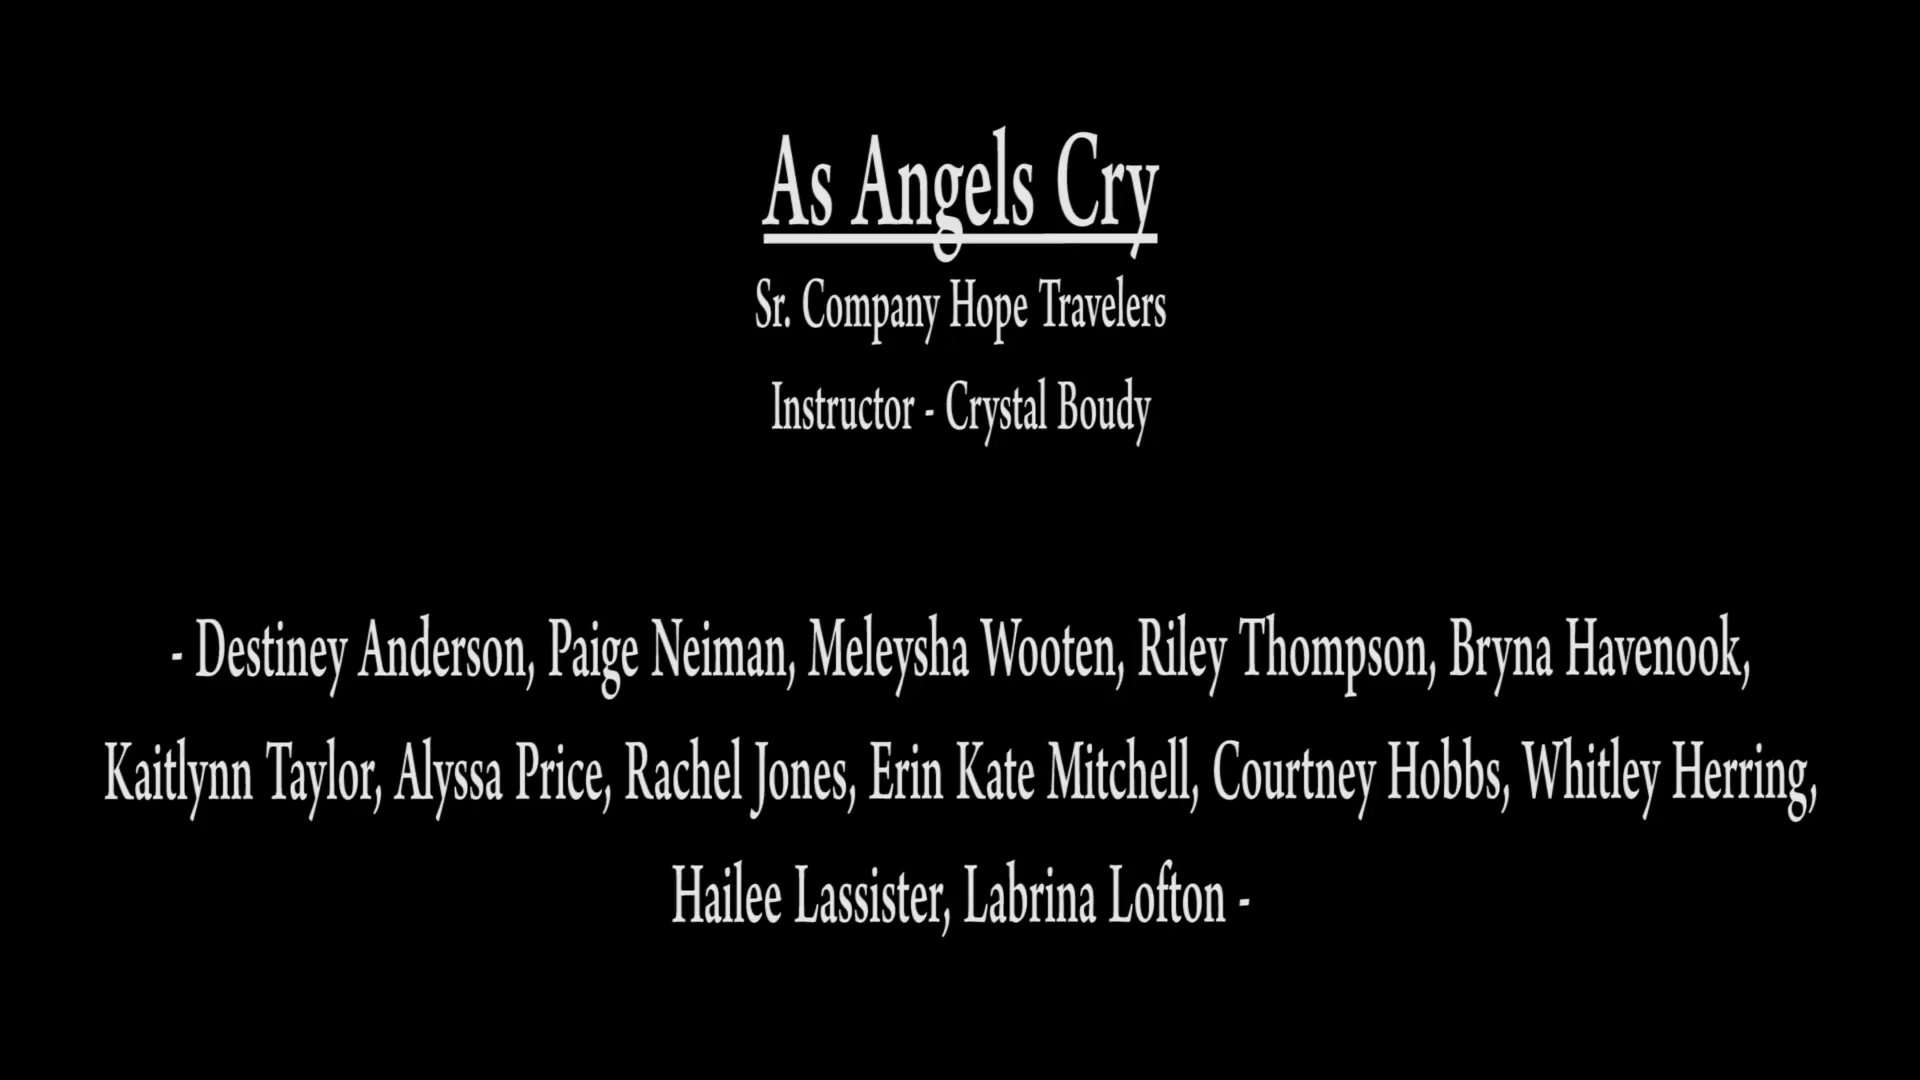 As Angels Cry
Sr. Company Hope Travelers
Instructor - Crystal Boudy
- Destiney Anderson, Paige Neiman, Meleysha Wooten, Riley Thompson, Bryna Havenook,
Kaitlynn Taylor, Alyssa Price, Rachel Jones, Erin Kate Mitchell, Courtney Hobbs, Whitley Herring,
Hailee Lassister, Labrina Lofton -